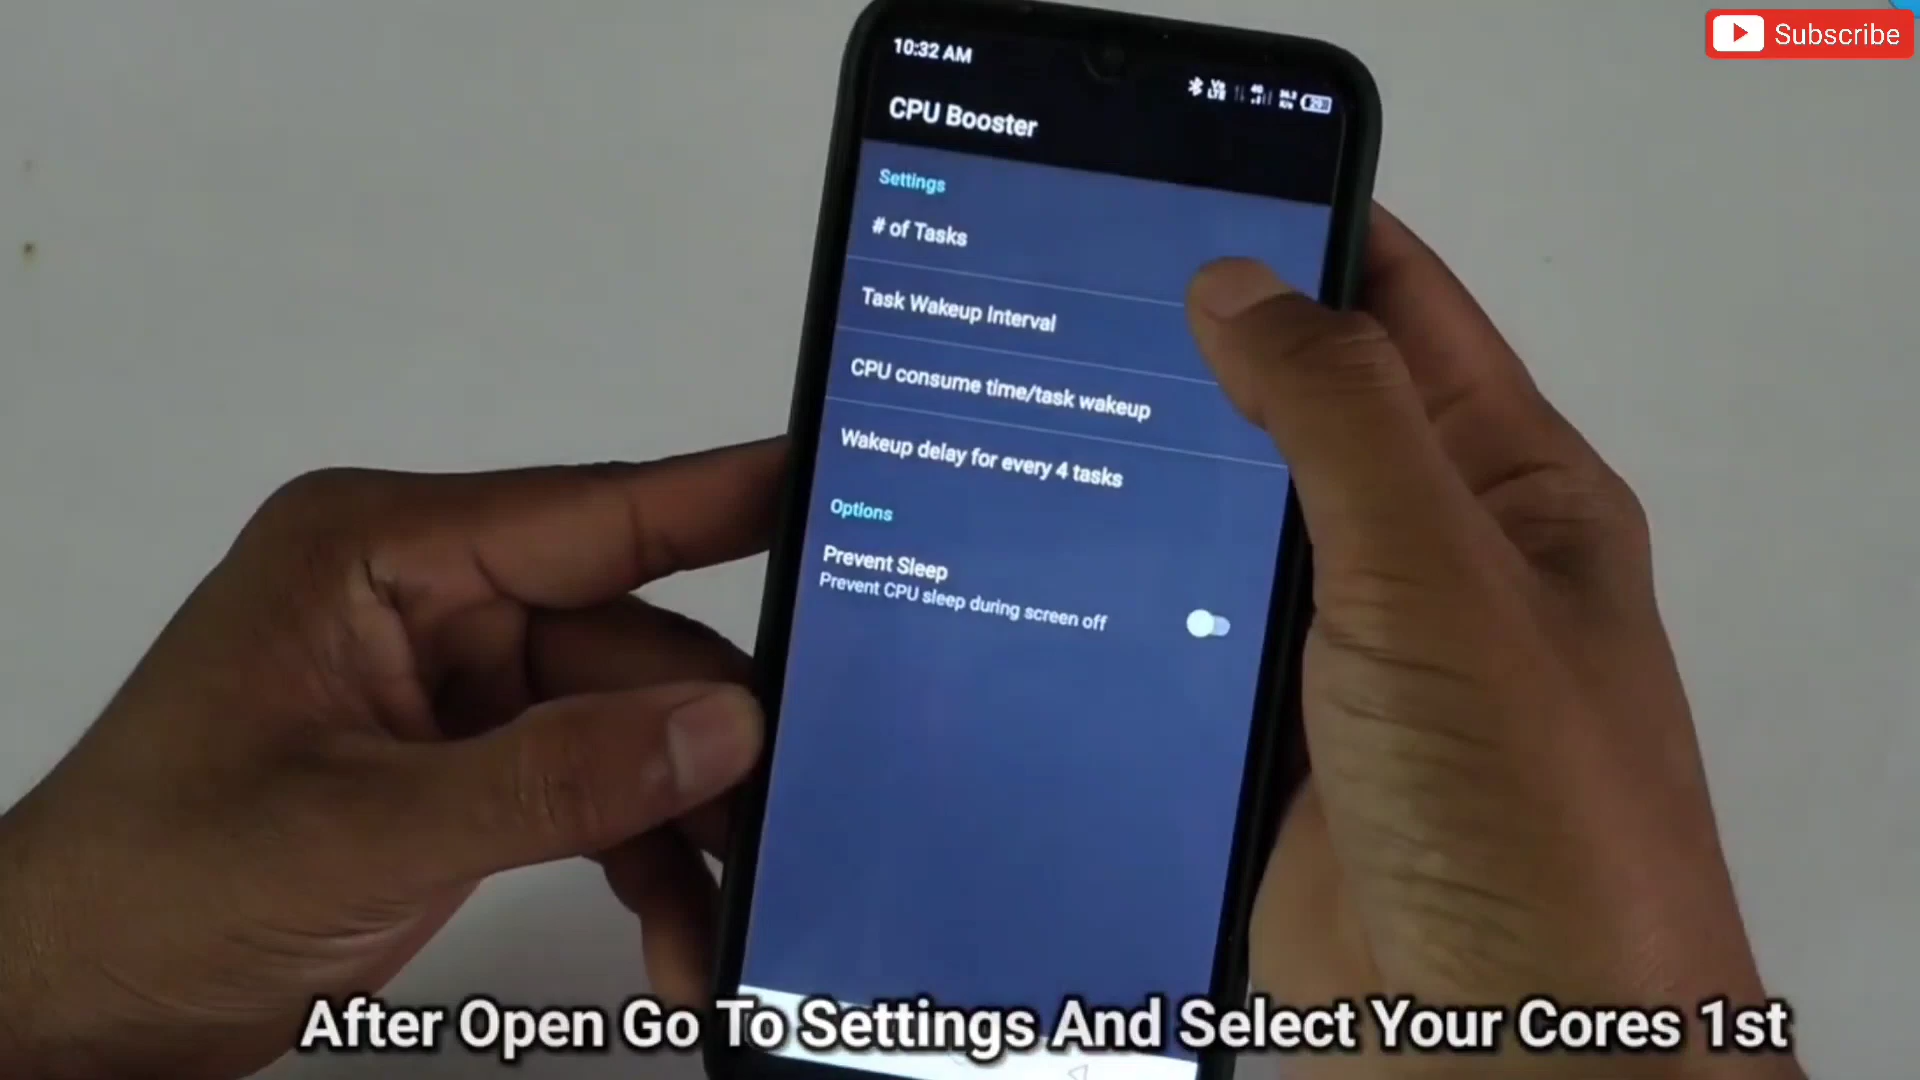 Subscribe
10:32 AM
CPU Booster
Settings
# of Tasks
Task Wakeup Interval
CPU consume time/task wakeup
Wakeup delay for every 4 tasks
Options
Prevent Sleep
Prevent CPU sleep during screen off
After Open Go To Settings And Select Your Cores 1st